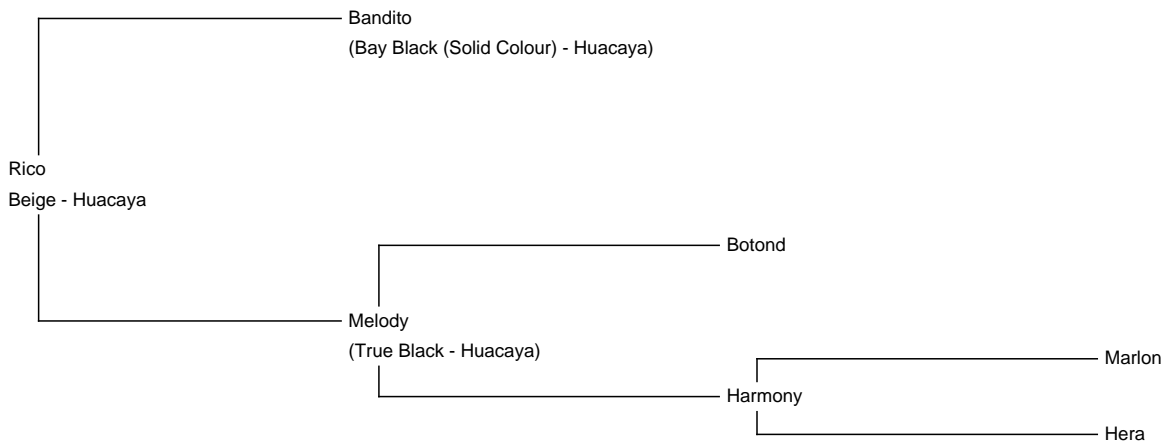 Bandito
(Bay Black (Solid Colour) - Huacaya)
Rico
Beige - Huacaya
Botond
Melody
(True Black - Huacaya)
Marlon
Harmony
Hera